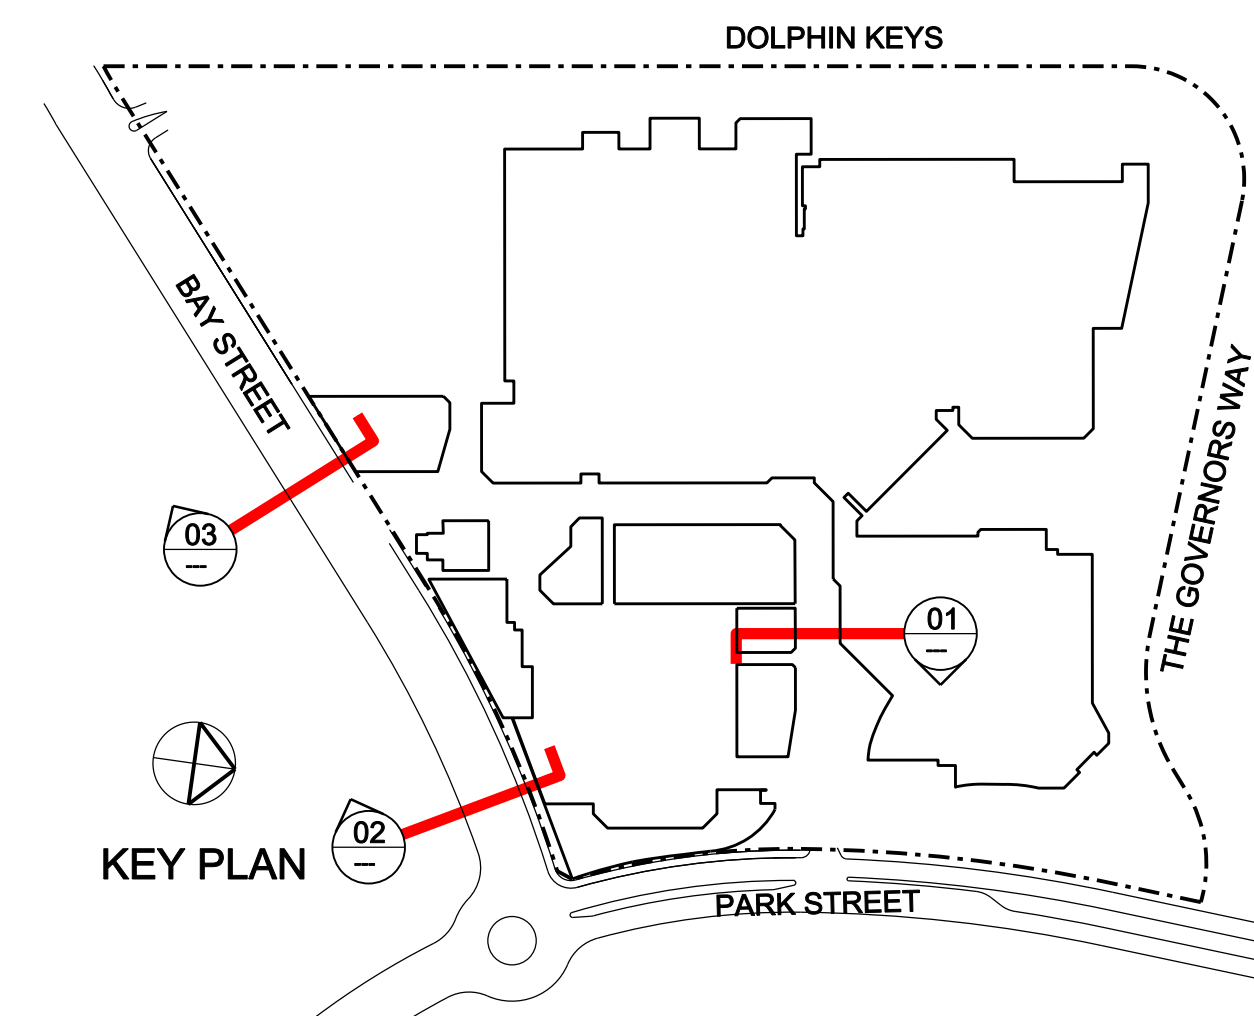 DOLPHIN KEYS
BAY STREET
THE GOVERNORS WAY
03
---
01
---
02
---
KEY PLAN
PARK STREET